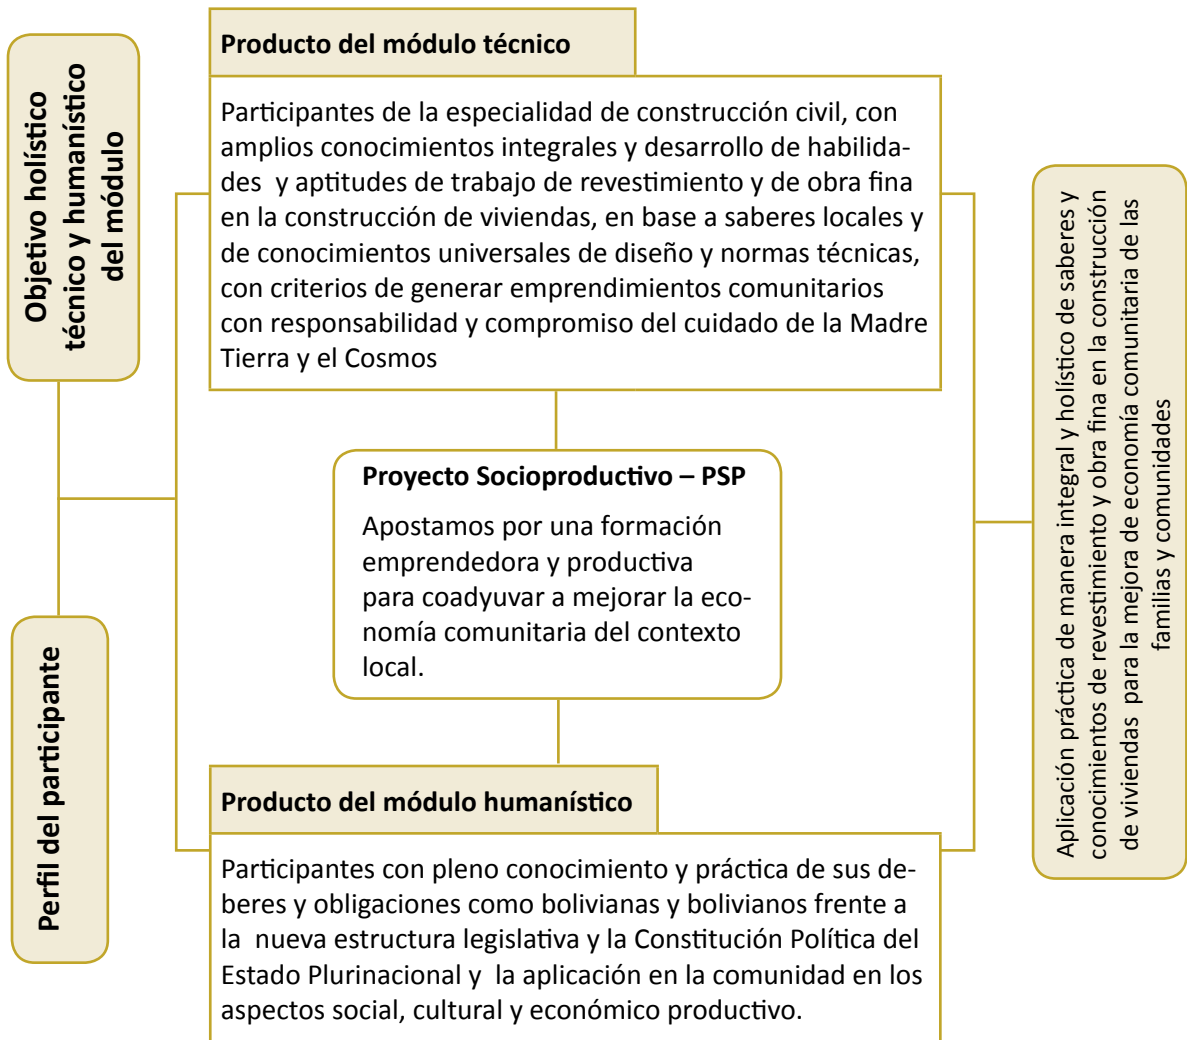 Objetivo holístico
técnico y humanístico
del módulo
Perfil del participante
Producto del módulo técnico
Participantes de la especialidad de construcción civil, con
amplios conocimientos integrales y desarrollo de habilida-
des y aptitudes de trabajo de revestimiento y de obra fina
en la construcción de viviendas, en base a saberes locales y
de conocimientos universales de diseño y normas técnicas,
con criterios de generar emprendimientos comunitarios
con responsabilidad y compromiso del cuidado de la Madre
Tierra y el Cosmos
Proyecto Socioproductivo – PSP
Apostamos por una formación
emprendedora y productiva
para coadyuvar a mejorar la eco-
nomía comunitaria del contexto
local.
Producto del módulo humanístico
Participantes con pleno conocimiento y práctica de sus de-
beres y obligaciones como bolivianas y bolivianos frente a
la nueva estructura legislativa y la Constitución Política del
Estado Plurinacional y la aplicación en la comunidad en los
aspectos social, cultural y económico productivo.
Aplicación práctica de manera integral y holístico de saberes y
conocimientos de revestimiento y obra fina en la construcción
de viviendas para la mejora de economía comunitaria de las
familias y comunidades